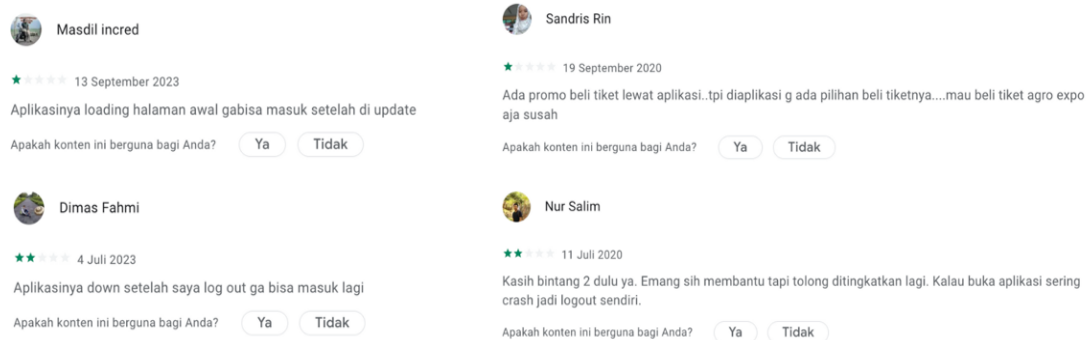 Masdil incred
13 September 2023
Aplikasinya loading halaman awal gabisa masuk setelah di update
Apakah konten ini berguna bagi Anda? Ya Tidak
Dimas Fahmi
4 Juli 2023
Aplikasinya down setelah saya log out ga bisa masuk lagi
Apakah konten ini berguna bagi Anda? Ya Tidak
Sandris Rin
19 September 2020
Ada promo beli tiket lewat aplikasi..tpi diaplikasi g ada pilihan beli tiketnya....mau beli tiket agro expo
aja susah
Apakah konten ini berguna bagi Anda? Ya Tidak
Nur Salim
11 Juli 2020
Kasih bintang 2 dulu ya. Emang sih membantu tapi tolong ditingkatkan lagi. Kalau buka aplikasi sering
crash jadi logout sendiri.
Apakah konten ini berguna bagi Anda? Ya Tidak